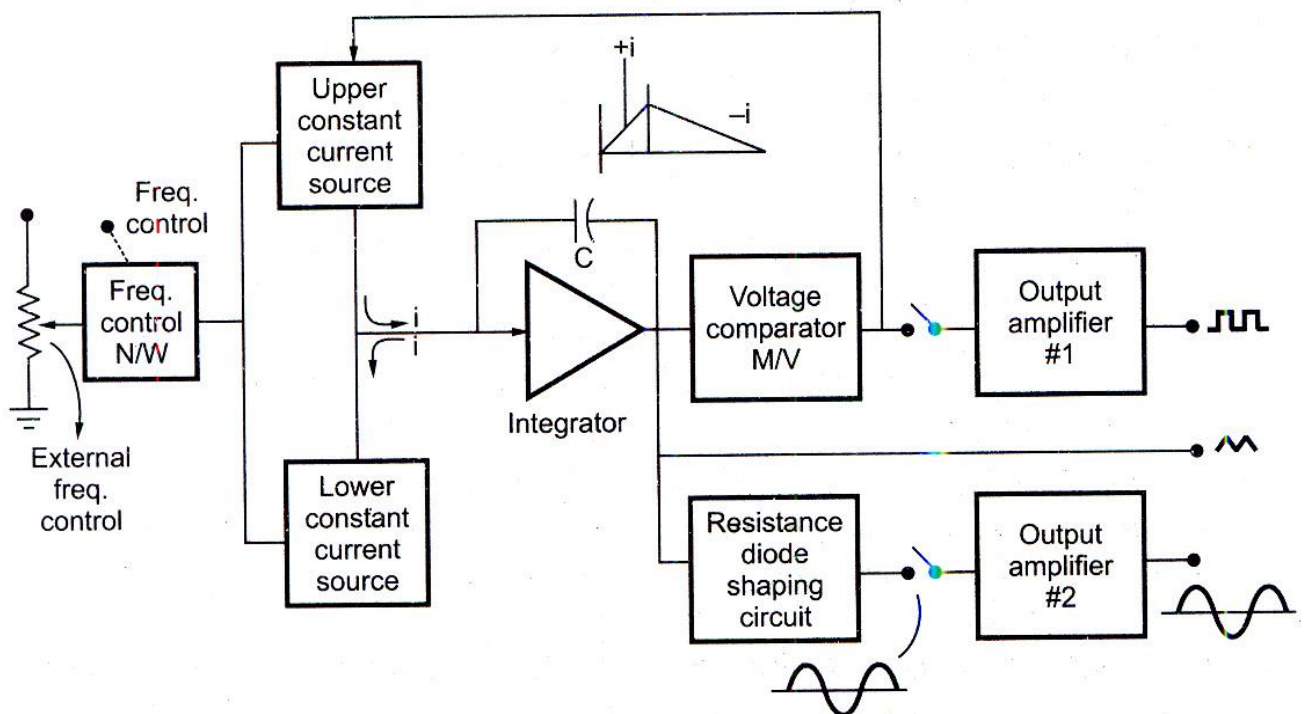 +i
–i
Upper
constant
current
source
Freq.
control
Freq.
control
N/W
External
freq.
control
i
C
Integrator
Voltage
comparator
M/V
Output
amplifier
#1
Lower
constant
current
source
Resistance
diode
shaping
circuit
Output
amplifier
#2